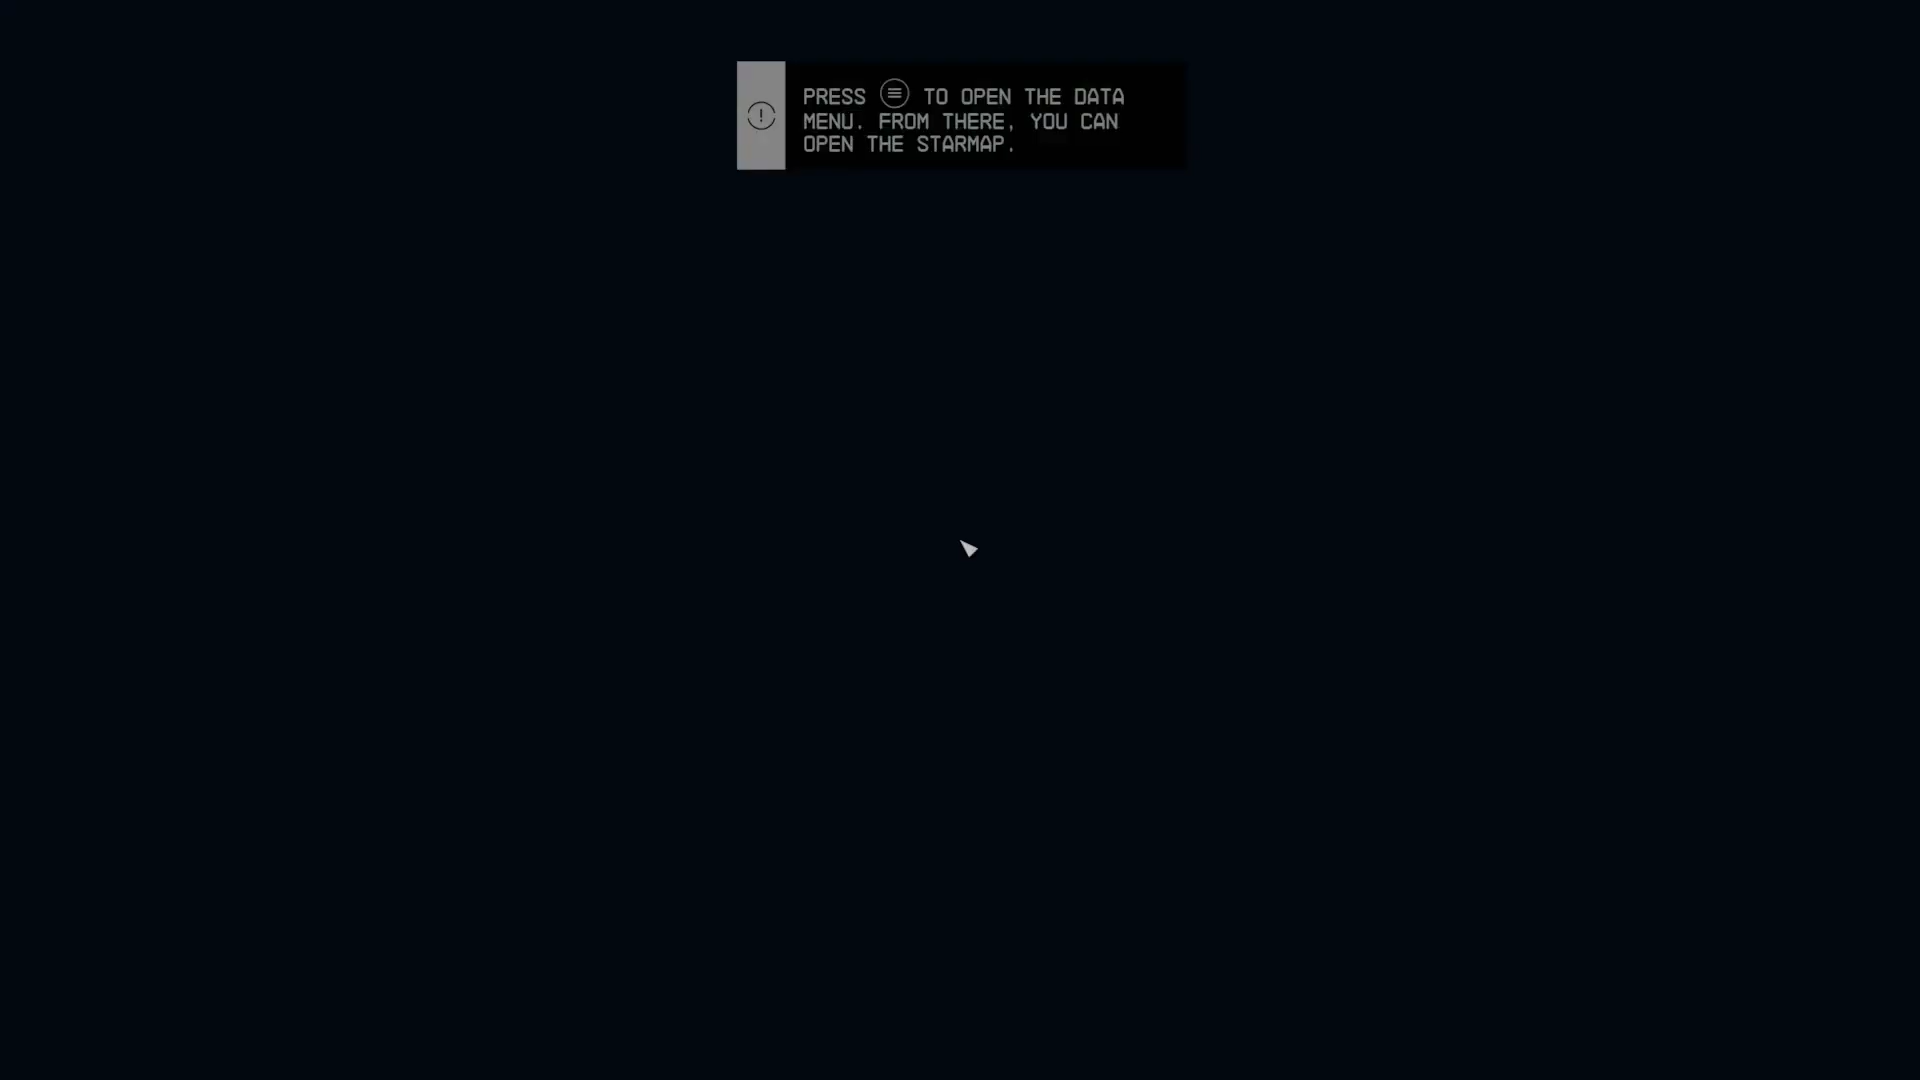 PRESS TO OPEN THE DATA
MENU. FROM THERE, YOU CAN
OPEN THE STARMAP.